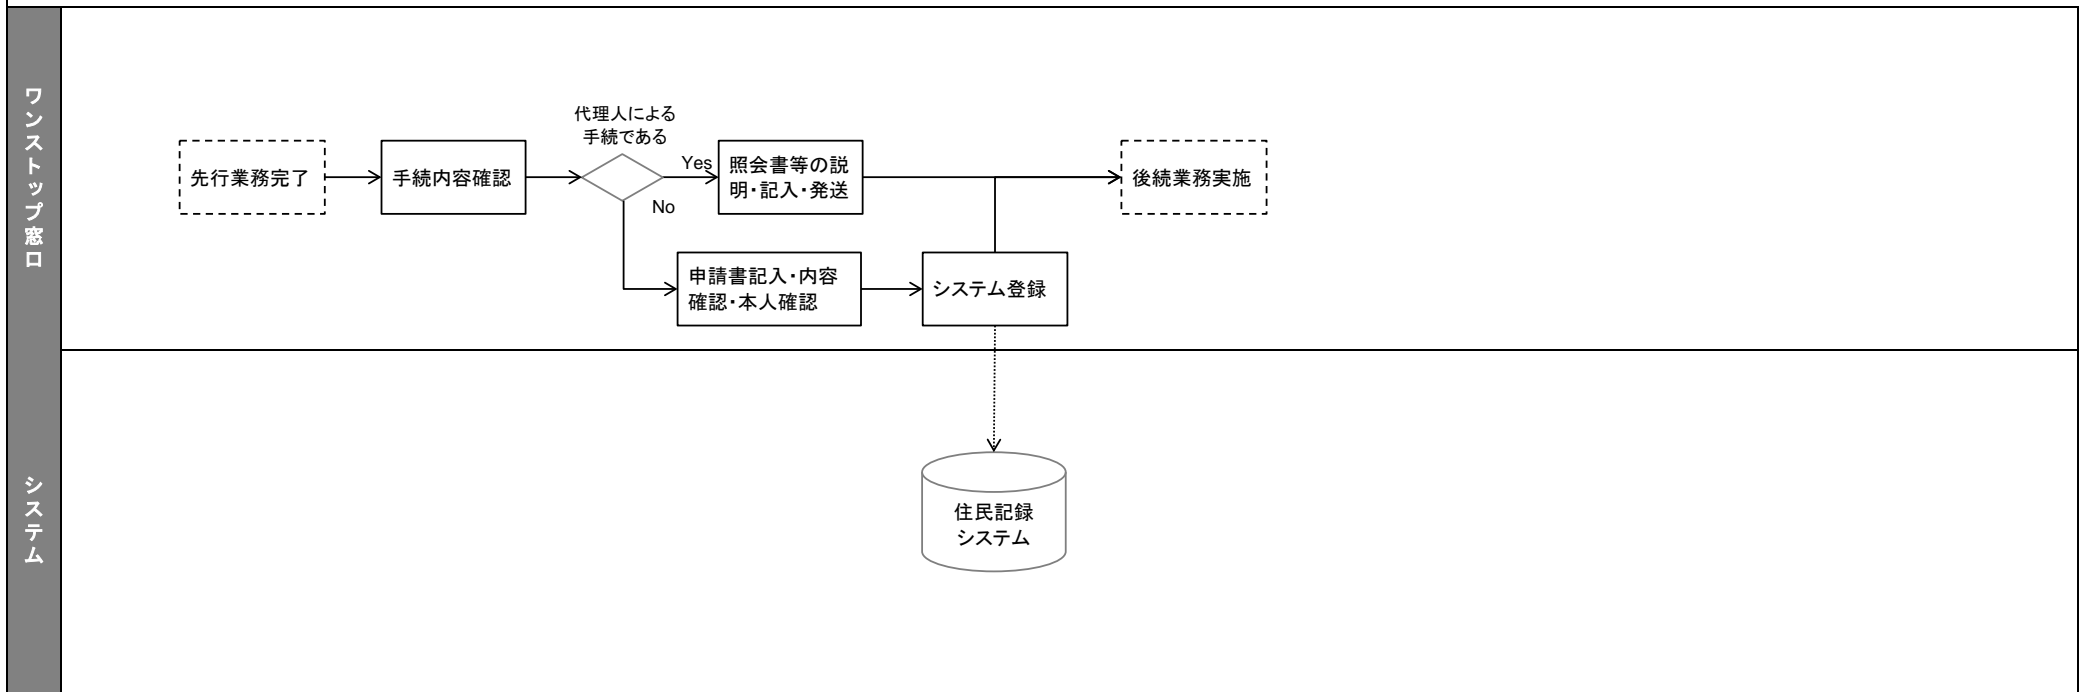 ワンストップ窓口
代理人による
手続である
先行業務完了
手続内容確認
Yes
照会書等の説
明・記入・発送
後続業務実施
No
申請書記入・内容
確認・本人確認
システム登録
システム
住民記録
システム